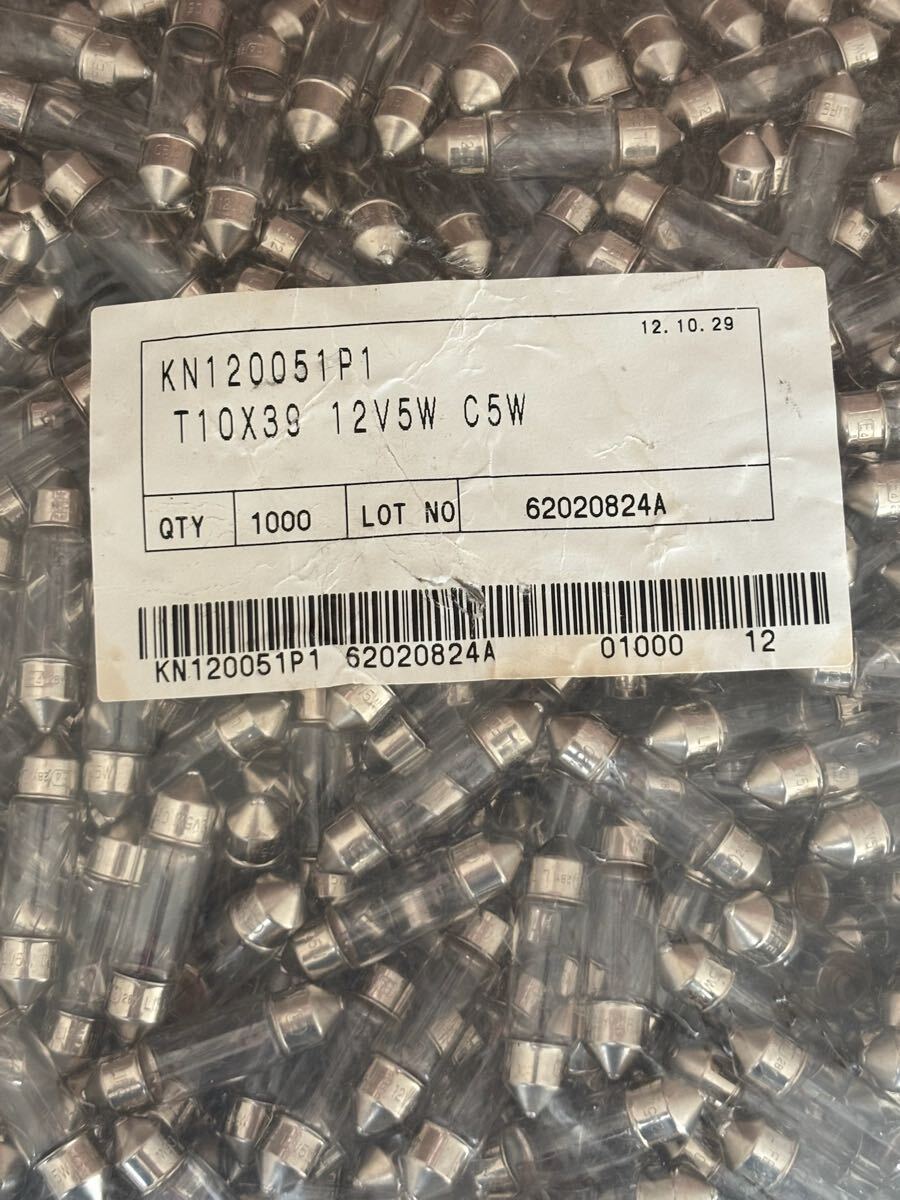 12.10.29
KN120051P1
T10X39 12V5W C5W
QTY 1000 LOT NO 62020824A
KN120051P1 62020824A 01000 12